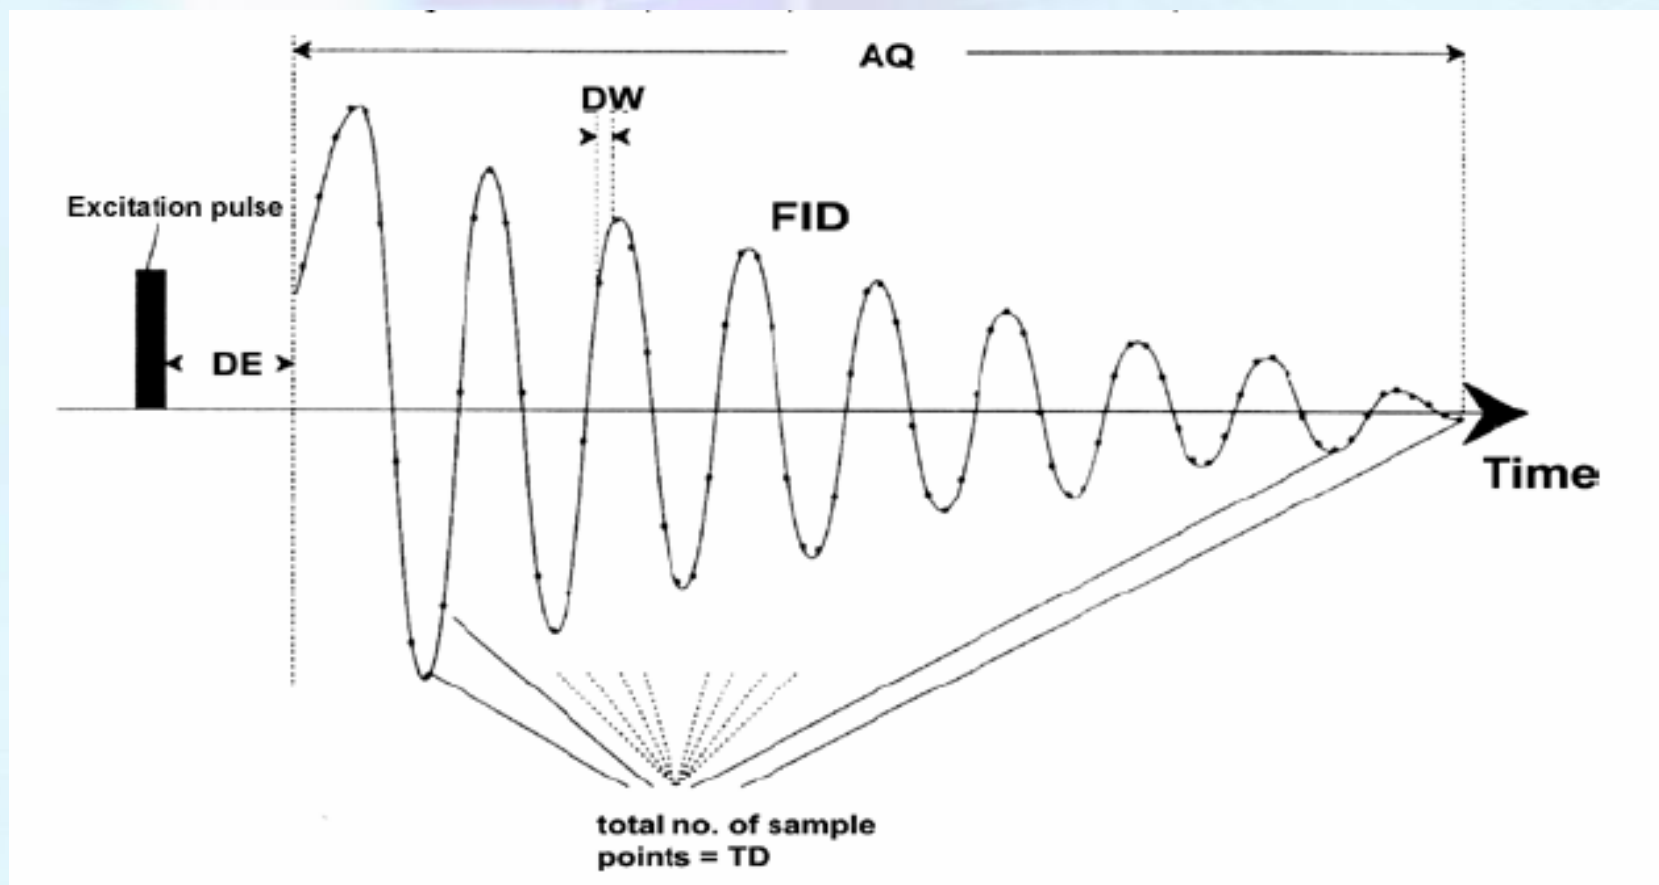 AQ
DW
Excitation pulse
FID
DE
Time
total no. of sample
points = TD